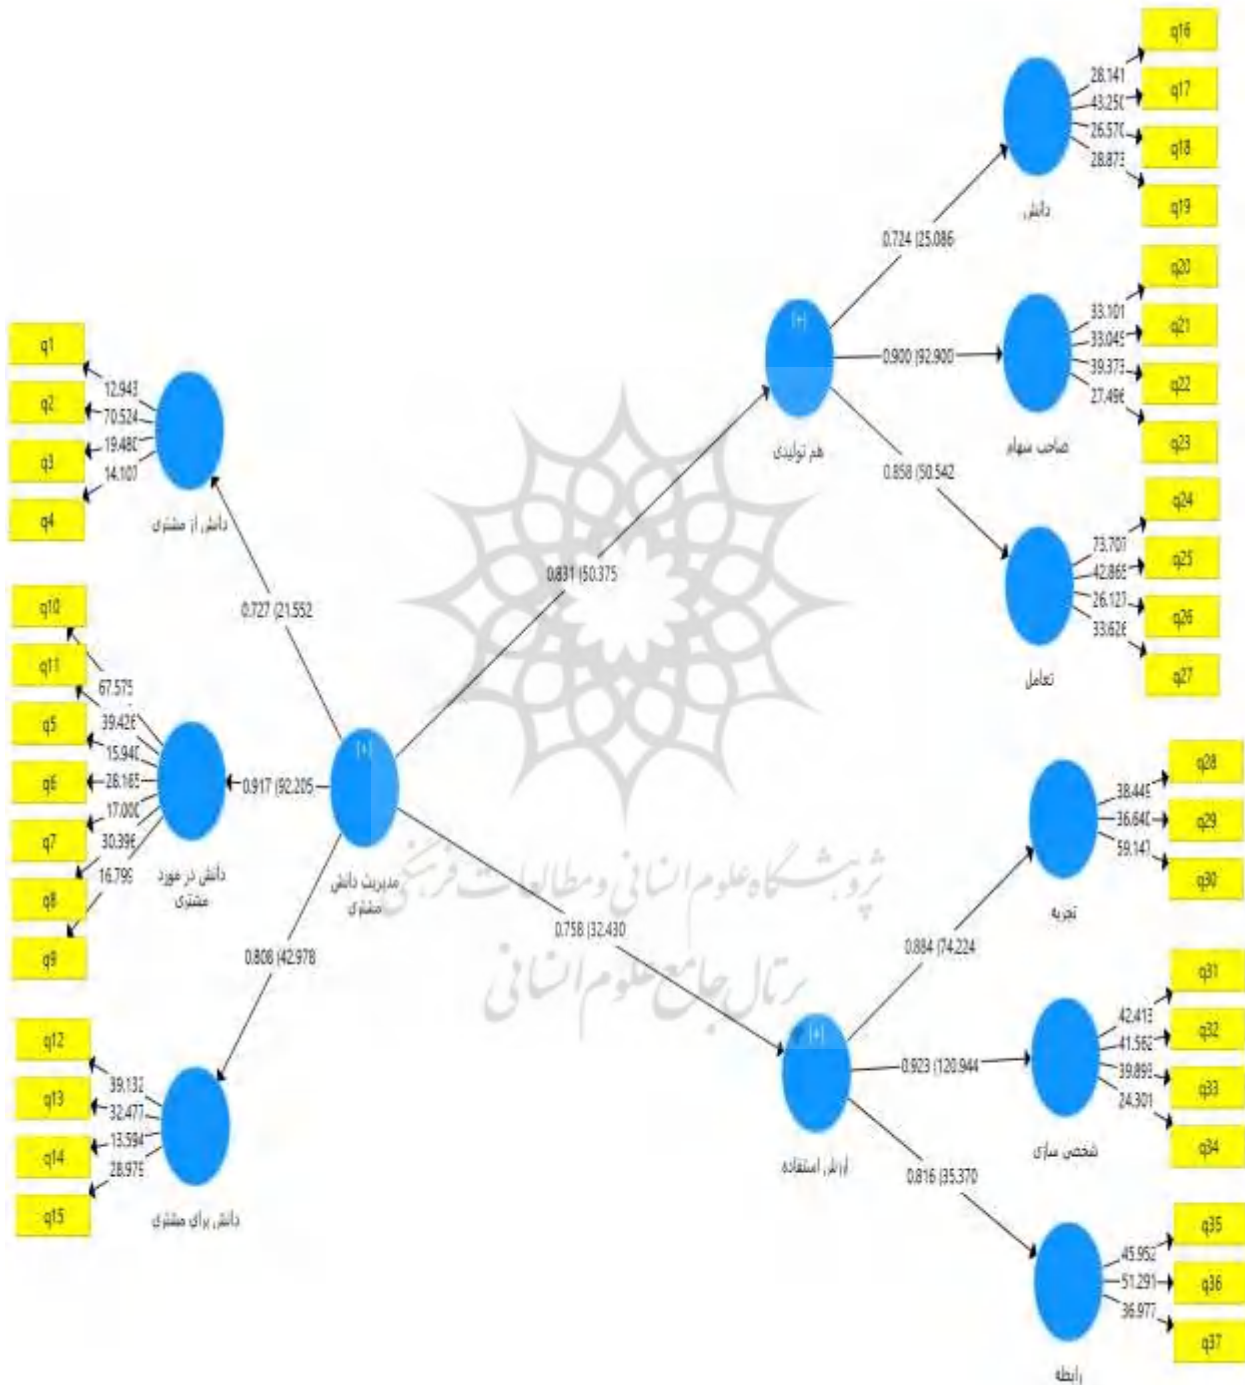 q16
28.141
q17
43.250
26.570
q18
28.873
q19
دانش
0.724 (25.086
q20
33.101
q21
33.045
39.373
q22
27.496
q23
[+]
0.900 (92.900
صاحب سهام
هم تولیدی
q1
12.943
q2
70.524
q3
19.480
14.107
q4
دانش از مشتری
0.858 (50.542
q24
73.707
q25
42.865
26.127
q26
33.626
q27
تعامل
0.831 (50.375
0.727 (21.552
q10
67.575
q11
39.426
q5
15.940
q6
28.165
q7
17.000
30.396
q8
16.799
q9
0.917 (92.205
[+]
دانش در مورد
مشتری
مدیریت دانش
مشتری
q28
38.449
q29
36.640
59.147
q30
تجربه
پژوهشگاه علوم انسانی و مطالعات فرهنگی
پرتال جامع علوم انسانی
0.758 (32.430
0.808 (42.978
0.884 (74.224
q31
42.413
q32
41.562
39.893
q33
24.301
q34
[+]
0.923 (120.944
شخصی سازی
ارزش استفاده
q12
39.132
q13
32.477
q14
13.594
28.975
q15
دانش برای مشتری
0.816 (35.370
q35
45.952
q36
51.291
36.977
q37
رابطه